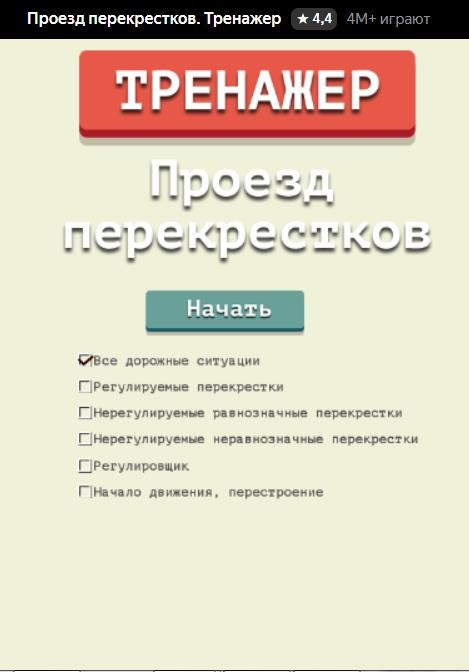 Проезд перекрестков. Тренажер ★ 4,4 4M+ играют
ТРЕНАЖЕР
Проезд
перекрестков
Начать
Все дорожные ситуации
Регулируемые перекрестки
Нерегулируемые равнозначные перекрестки
Нерегулируемые неравнозначные перекрестки
Регулировщик
Начало движения, перестроение